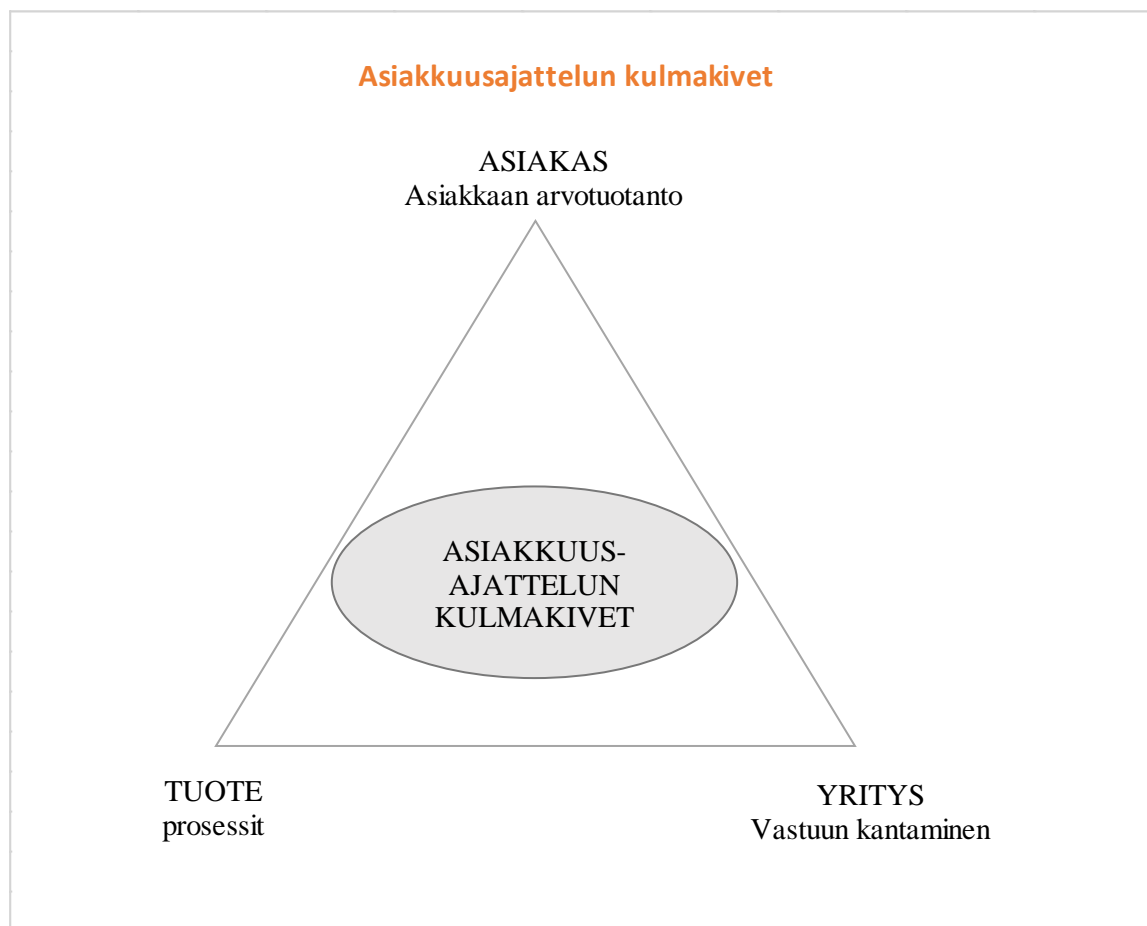 Asiakkuusajattelun kulmakivet
ASIAKAS
Asiakkaan arvotuotanto
ASIAKKUUS-
AJATTELUN
KULMAKIVET
TUOTE
prosessit
YRITYS
Vastuun kantaminen